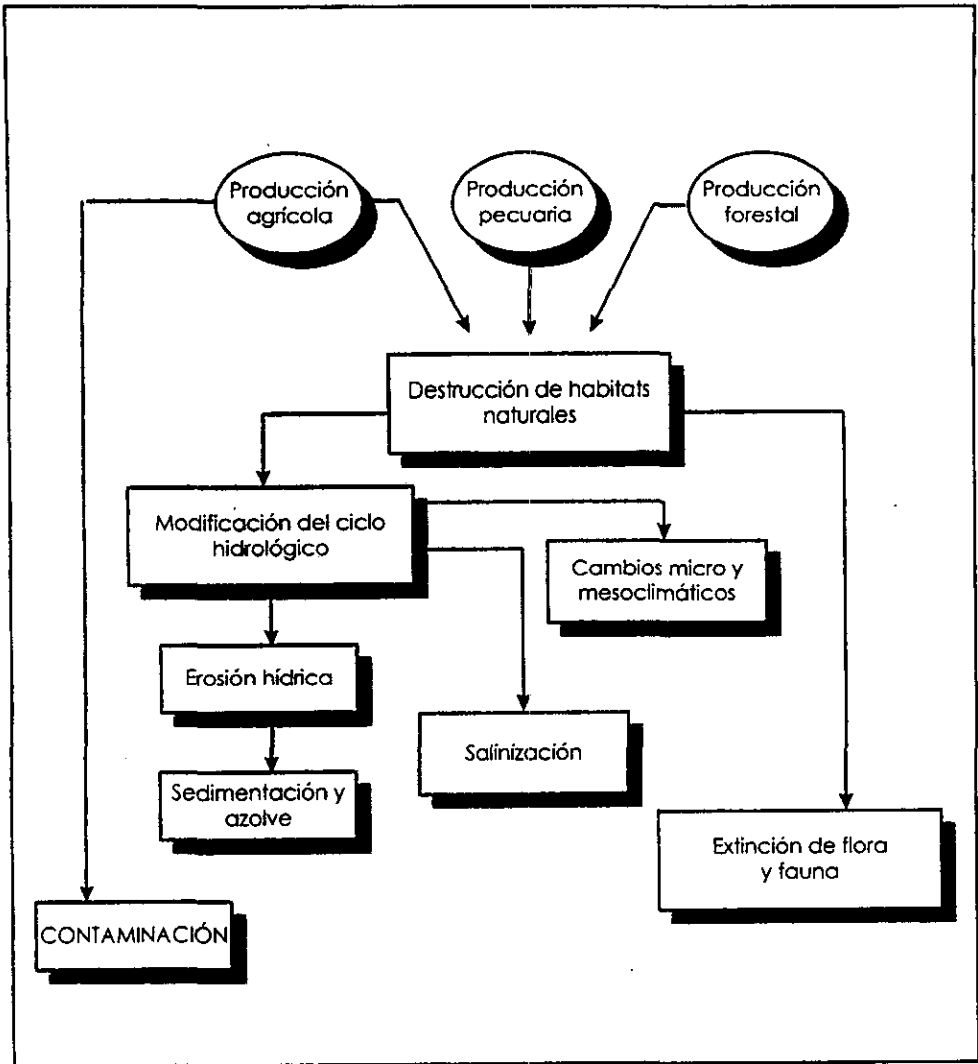 Producción
agrícola
Producción
pecuaria
Producción
forestal
Destrucción de habitats
naturales
Modificación del ciclo
hidrológico
Cambios micro y
mesoclimáticos
Erosión hídrica
Salinización
Sedimentación y
azolve
Extinción de flora
y fauna
CONTAMINACIÓN